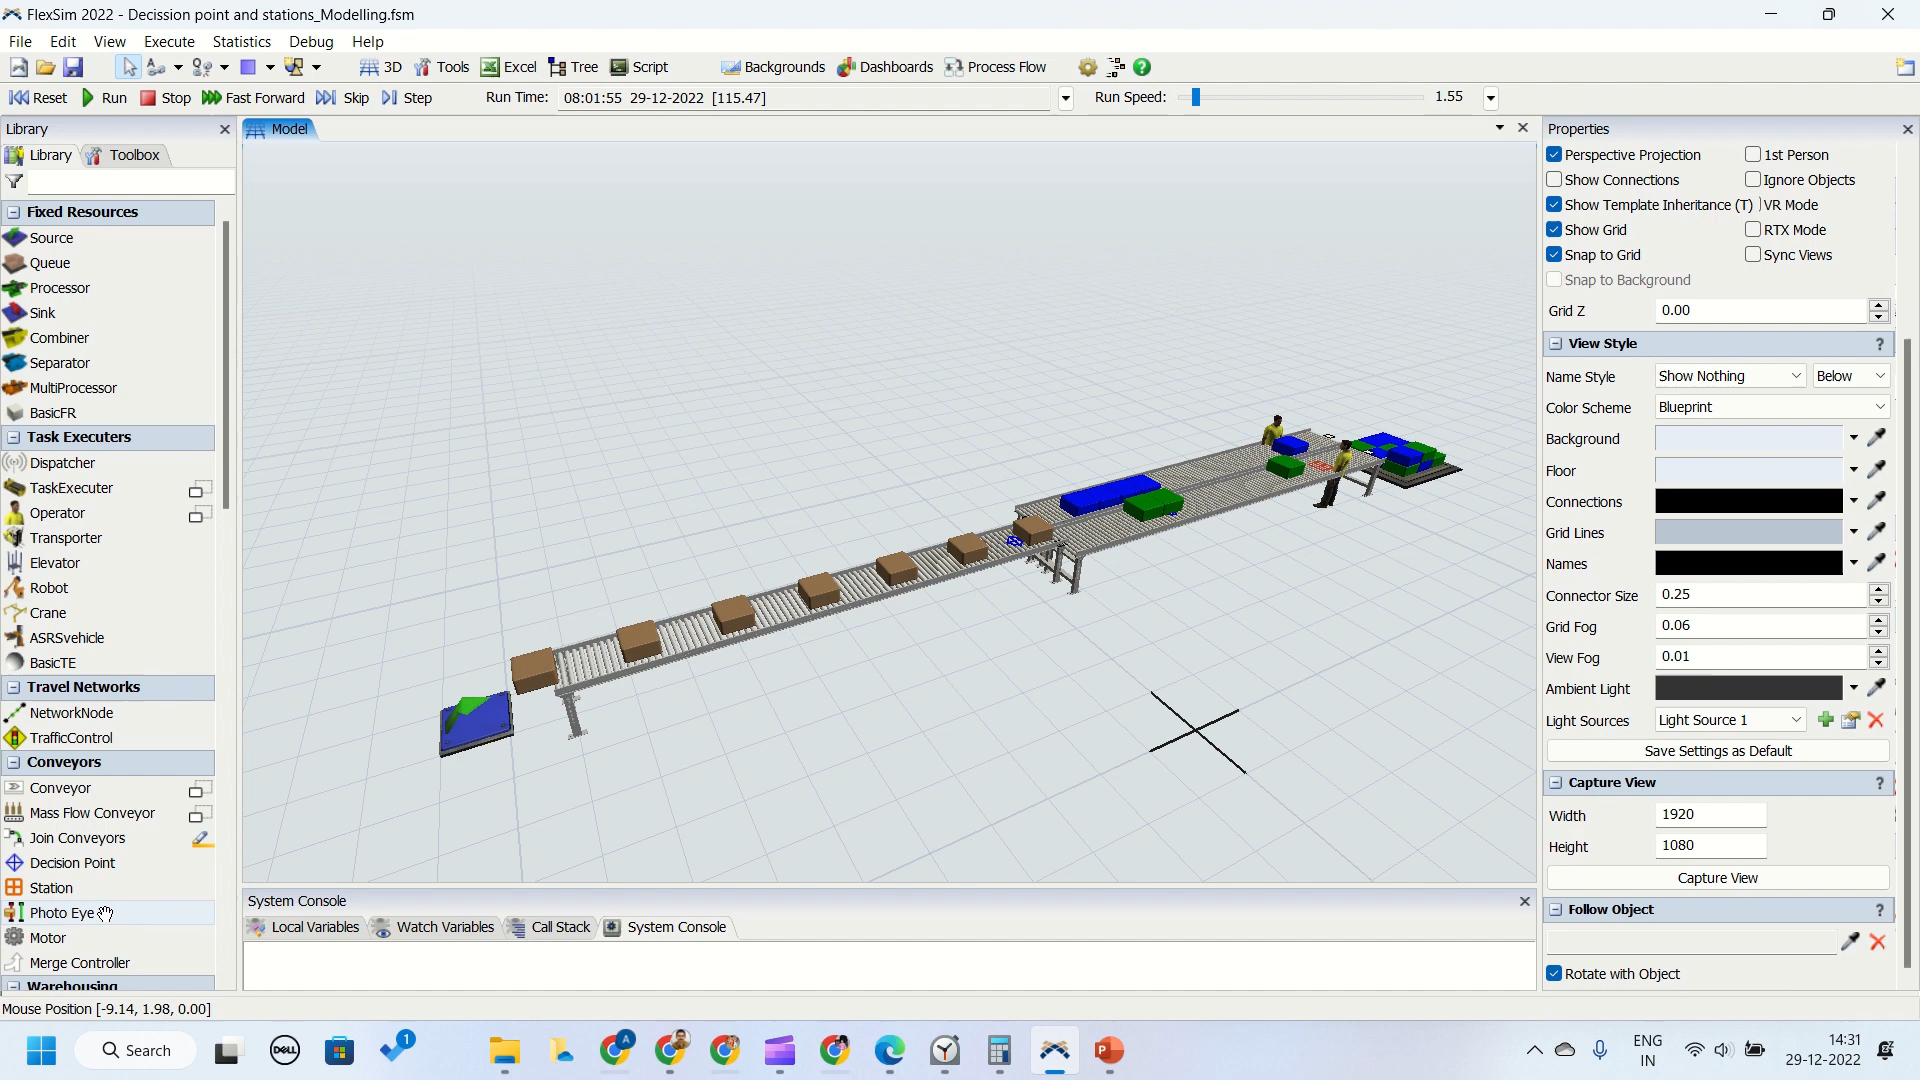 FlexSim 2022 - Decission point and stations_Modelling.fsm
File Edit View Execute Statistics Debug Help
3D Tools Excel Tree Script Backgrounds Dashboards Process Flow
Reset Run Stop Fast Forward Skip Step Run Time: 08:01:55 29-12-2022 [115.47] Run Speed: 1.55
Library
Library Toolbox
Fixed Resources
Source
Queue
Processor
Sink
Combiner
Separator
MultiProcessor
BasicFR
Task Executers
Dispatcher
TaskExecuter
Operator
Transporter
Elevator
Robot
Crane
ASRSvehicle
BasicTE
Travel Networks
NetworkNode
TrafficControl
Conveyors
Conveyor
Mass Flow Conveyor
Join Conveyors
Decision Point
Station
Photo Eye
Motor
Merge Controller
Warehousing
Model
System Console
Local Variables Watch Variables Call Stack System Console
Properties
Perspective Projection 1st Person
Show Connections Ignore Objects
Show Template Inheritance (T) VR Mode
Show Grid RTX Mode
Snap to Grid Sync Views
Snap to Background
Grid Z 0.00
View Style ?
Name Style Show Nothing Below
Color Scheme Blueprint
Background
Floor
Connections
Grid Lines
Names
Connector Size 0.25
Grid Fog 0.06
View Fog 0.01
Ambient Light
Light Sources Light Source 1
Save Settings as Default
Capture View ?
Width 1920
Height 1080
Capture View
Follow Object ?
Rotate with Object
Mouse Position [-9.14, 1.98, 0.00]
Search
DELL
1
A
P
ENG
IN
14:31
29-12-2022